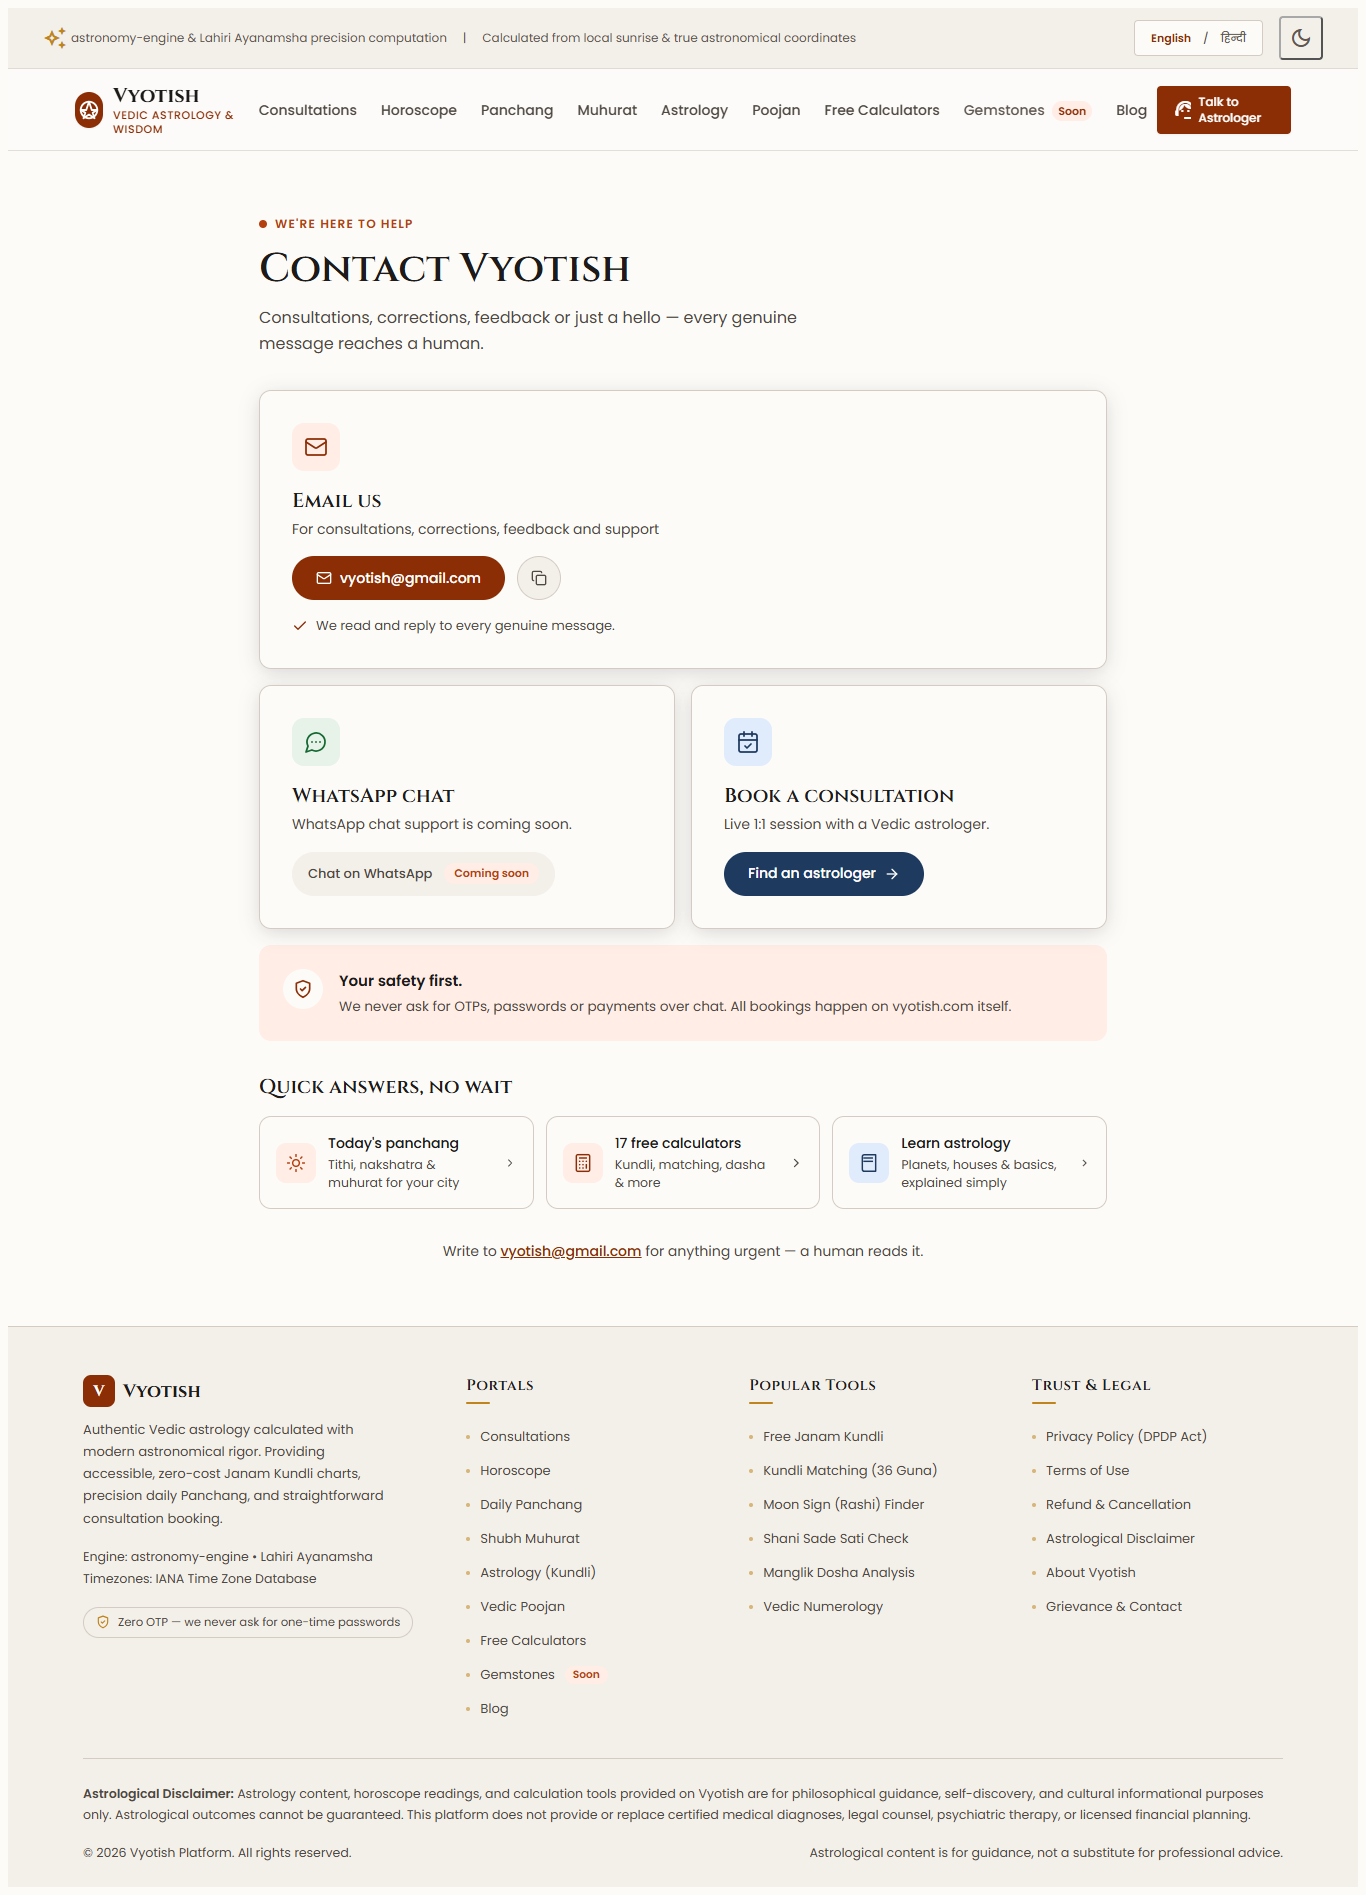 astronomy-engine & Lahiri Ayanamsha precision computation | Calculated from local sunrise & true astronomical coordinates
English / हिन्दी
Vyotish
VEDIC ASTROLOGY &
WISDOM
Consultations Horoscope Panchang Muhurat Astrology Poojan Free Calculators Gemstones Soon Blog
Talk to
Astrologer
WE'RE HERE TO HELP
Contact Vyotish
Consultations, corrections, feedback or just a hello — every genuine
message reaches a human.
Email us
For consultations, corrections, feedback and support
vyotish@gmail.com
We read and reply to every genuine message.
WhatsApp chat
WhatsApp chat support is coming soon.
Chat on WhatsApp Coming soon
Book a consultation
Live 1:1 session with a Vedic astrologer.
Find an astrologer
Your safety first.
We never ask for OTPs, passwords or payments over chat. All bookings happen on vyotish.com itself.
Quick answers, no wait
Today's panchang
Tithi, nakshatra &
muhurat for your city
17 free calculators
Kundli, matching, dasha
& more
Learn astrology
Planets, houses & basics,
explained simply
Write to vyotish@gmail.com for anything urgent — a human reads it.
V Vyotish
Authentic Vedic astrology calculated with
modern astronomical rigor. Providing
accessible, zero-cost Janam Kundli charts,
precision daily Panchang, and straightforward
consultation booking.
Engine: astronomy-engine • Lahiri Ayanamsha
Timezones: IANA Time Zone Database
Zero OTP — we never ask for one-time passwords
Portals
Consultations
Horoscope
Daily Panchang
Shubh Muhurat
Astrology (Kundli)
Vedic Poojan
Free Calculators
Gemstones Soon
Blog
Popular Tools
Free Janam Kundli
Kundli Matching (36 Guna)
Moon Sign (Rashi) Finder
Shani Sade Sati Check
Manglik Dosha Analysis
Vedic Numerology
Trust & Legal
Privacy Policy (DPDP Act)
Terms of Use
Refund & Cancellation
Astrological Disclaimer
About Vyotish
Grievance & Contact
Astrological Disclaimer: Astrology content, horoscope readings, and calculation tools provided on Vyotish are for philosophical guidance, self-discovery, and cultural informational purposes
only. Astrological outcomes cannot be guaranteed. This platform does not provide or replace certified medical diagnoses, legal counsel, psychiatric therapy, or licensed financial planning.
© 2026 Vyotish Platform. All rights reserved.
Astrological content is for guidance, not a substitute for professional advice.